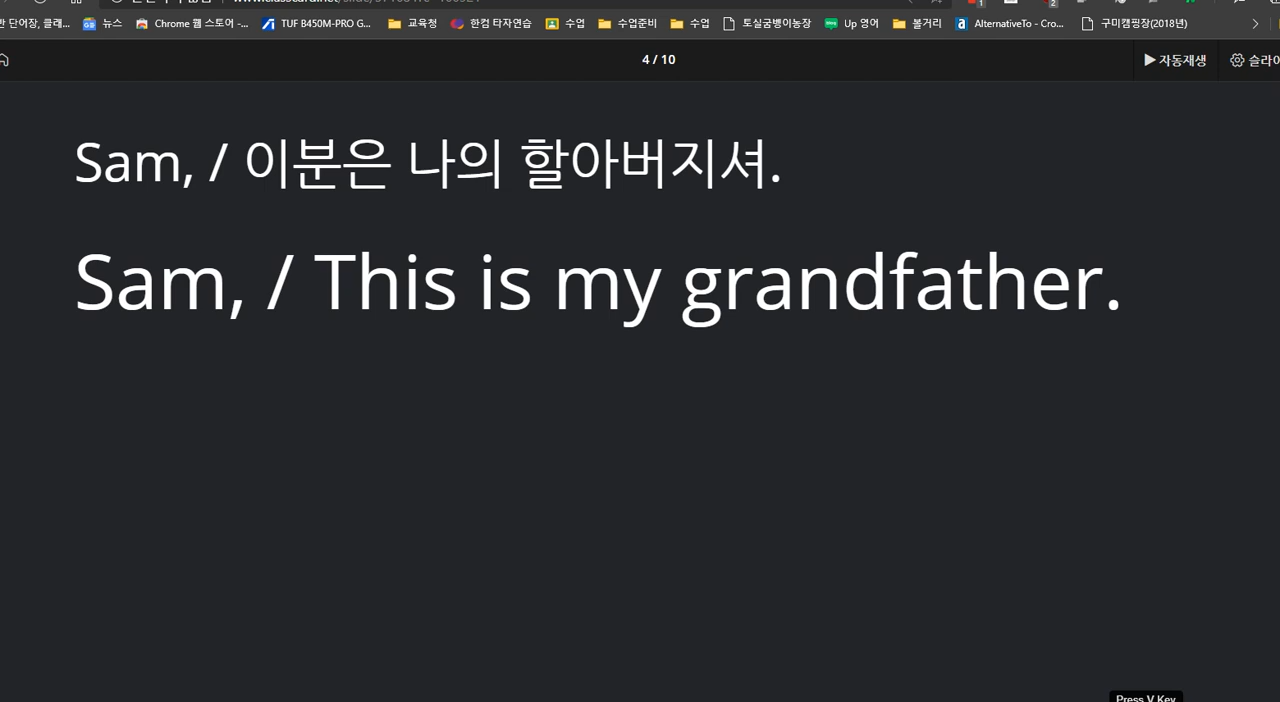 단어장, 클래... 뉴스 Chrome 웹 스토어 -... TUF B450M-PRO G... 교육청 한컴 타자연습 수업 수업준비 수업 토실굼벵이농장 Up 영어 볼거리 AlternativeTo - Cro... 구미캠핑장(2018년)
4 / 10
자동재생
슬라이
Sam, / 이분은 나의 할아버지셔.
Sam, / This is my grandfather.
Press V Key